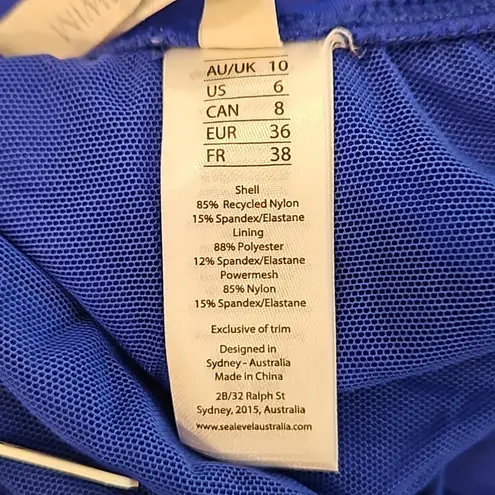 AU/UK 10
US 6
CAN 8
EUR 36
FR 38
Shell
85% Recycled Nylon
15% Spandex/Elastane
Lining
88% Polyester
12% Spandex/Elastane
Powermesh
85% Nylon
15% Spandex/Elastane
Exclusive of trim
Designed in
Sydney - Australia
Made in China
2B/32 Ralph St
Sydney, 2015, Australia
www.sealevelaustralia.com